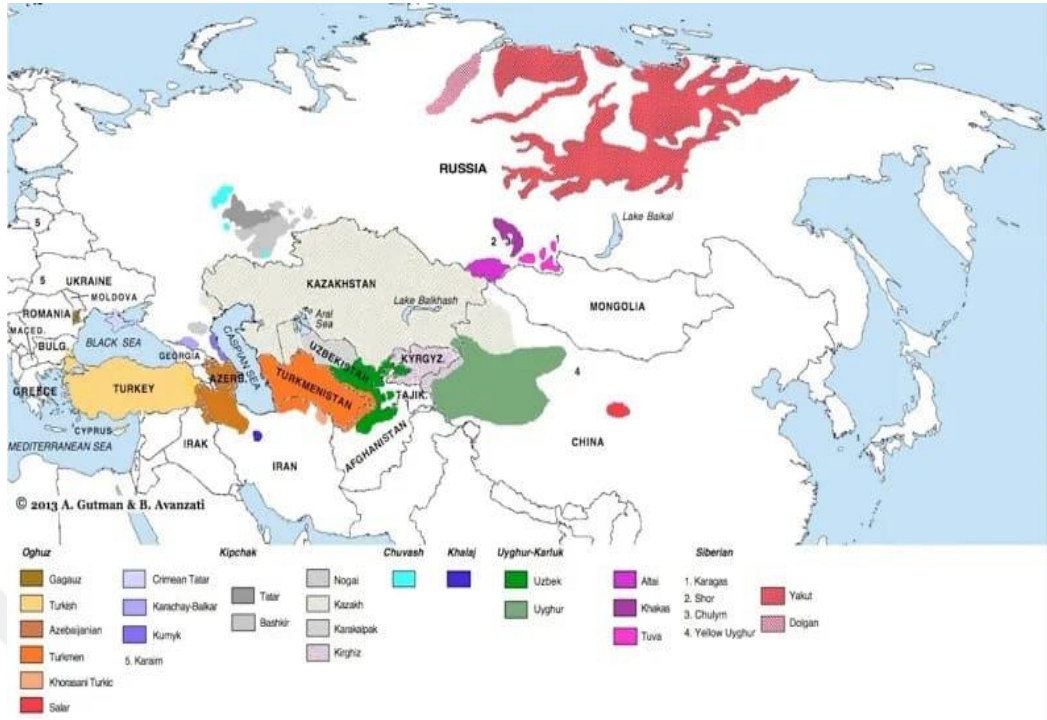 RUSSIA
Lake Baikal
5
5
UKRAINE
MOLDOVA
ROMANIA
MACED.
BULG.
BLACK SEA
GEORGIA
CASPIAN SEA
AZERB.
GREECE
TURKEY
CYPRUS
MEDITERRANEAN SEA
IRAK
IRAN
KAZAKHSTAN
Aral
Sea
Lake Balkhash
UZBEKISTAN
TURKMENISTAN
KYRGYZ.
TAJIK.
AFGHANISTAN
2
3
1
MONGOLIA
4
CHINA
© 2013 A. Gutman & B. Avanzati
Oghuz
Gagauz
Turkish
Azebaijanian
Turkmen
Khorasani Turkic
Salar
Kipchak
Crimean Tatar
Karachay-Balkar
Kumyk
5. Karaim
Tatar
Bashkir
Nogai
Kazakh
Karakalpak
Kirghiz
Chuvash
Khalaj
Uyghur-Karluk
Uzbek
Uyghur
Siberian
Altai
Khakas
Tuva
1. Karagas
2. Shor
3. Chulym
4. Yellow Uyghur
Yakut
Dolgan